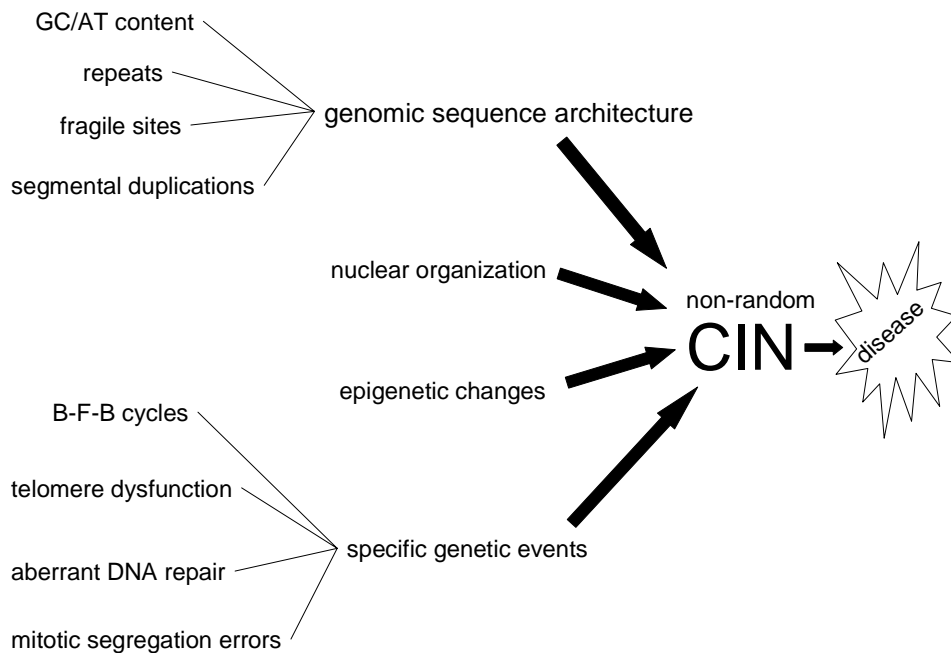 GC/AT content
repeats
fragile sites
segmental duplications
genomic sequence architecture
nuclear organization
epigenetic changes
B-F-B cycles
telomere dysfunction
aberrant DNA repair
mitotic segregation errors
specific genetic events
non-random
CIN
disease